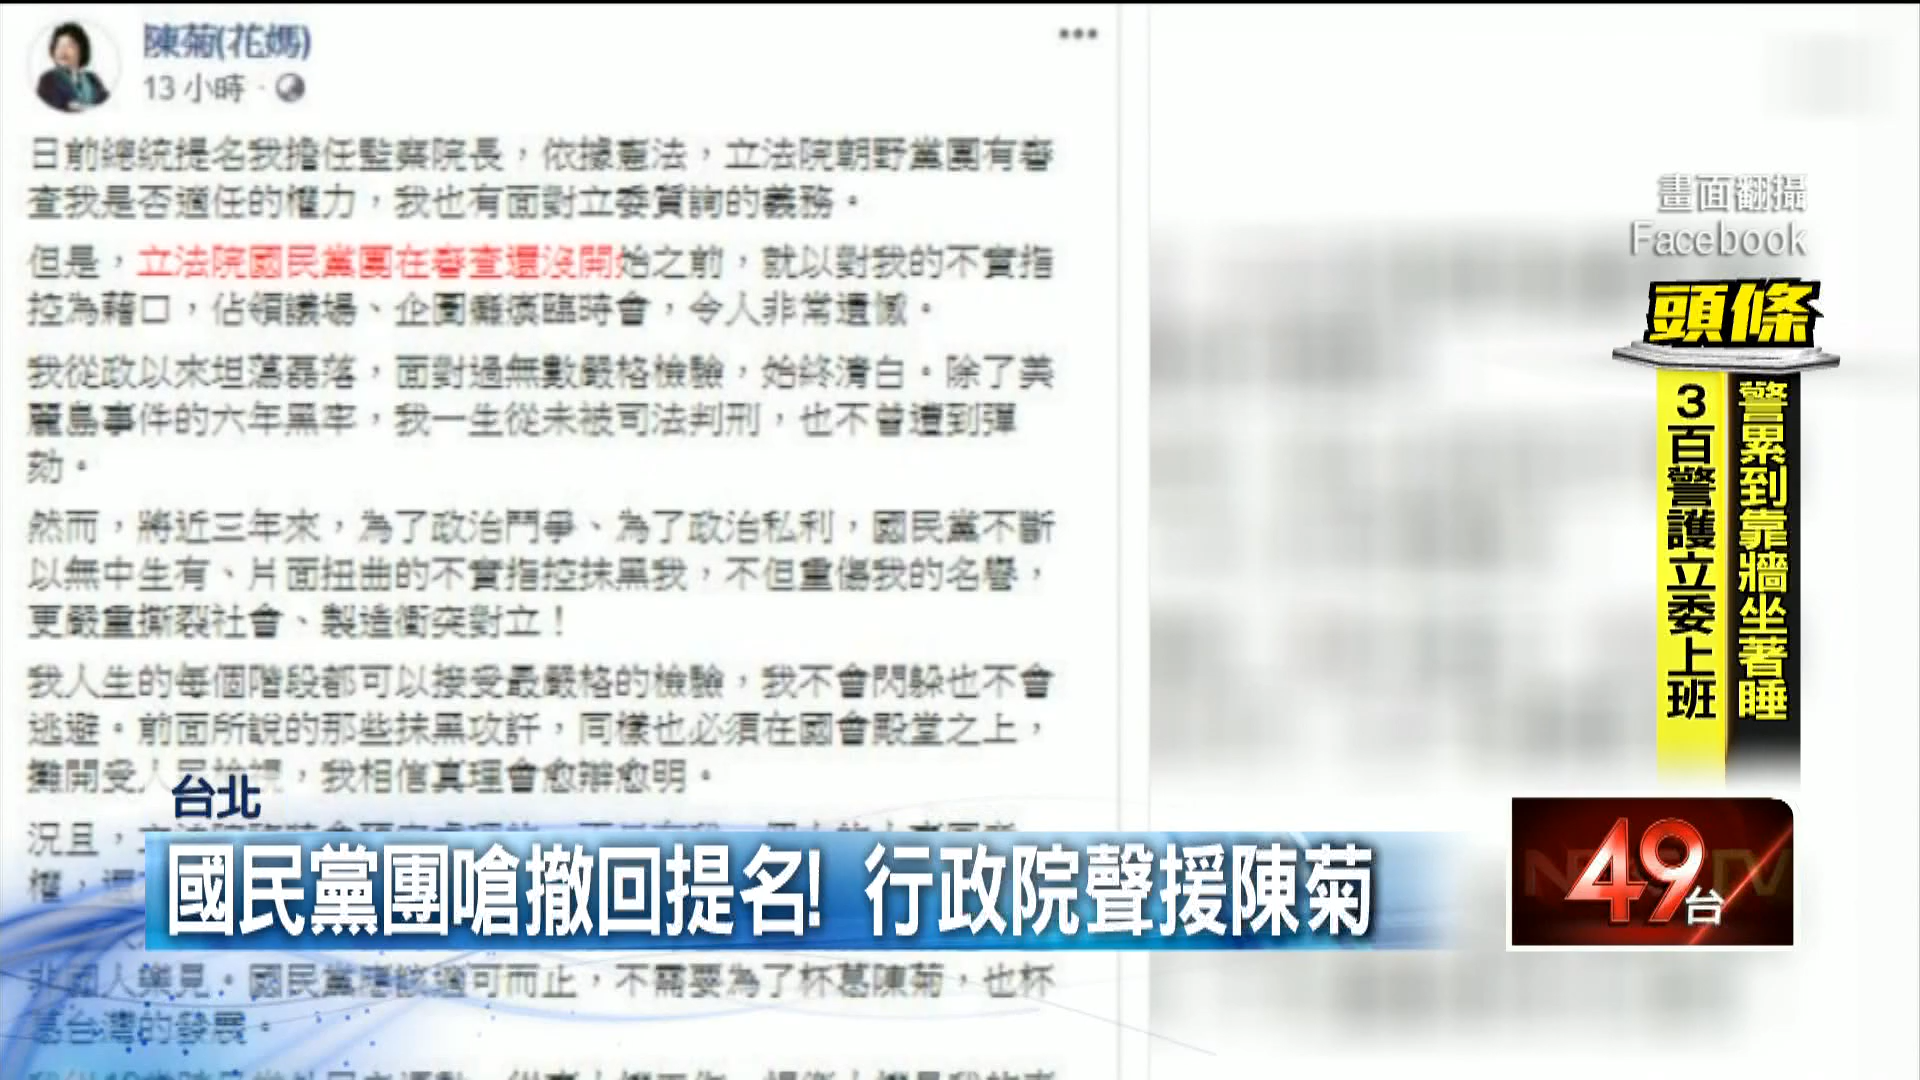 陳菊(花媽)
13 小時
日前總統提名我擔任監察院長，依據憲法，立法院朝野黨團有審
查我是否適任的權力，我也有面對立委質詢的義務。
但是，立法院國民黨團在審查還沒開始之前，就以對我的不實指
控為藉口，佔領議場、企圖癱瘓臨時會，令人非常遺憾。
我從政以來坦蕩磊落，面對過無數嚴格檢驗，始終清白。除了美
麗島事件的六年黑牢，我一生從未被司法判刑，也不曾遭到彈
劾。
然而，將近三年來，為了政治鬥爭、為了政治私利，國民黨不斷
以無中生有、片面扭曲的不實指控抹黑我，不但重傷我的名譽，
更嚴重撕裂社會、製造衝突對立！
我人生的每個階段都可以接受最嚴格的檢驗，我不會閃躲也不會
逃避。前面所說的那些抹黑攻訐，同樣也必須在國會殿堂之上，
攤開受人民檢視，我相信真理會愈辯愈明。
況且，
權，
非國人樂見。國民黨應該適可而止，不需要為了杯葛陳菊，也杯
葛台灣的發展。
畫面翻攝
Facebook
頭條
警累到靠牆坐著睡
3百警護立委上班
台北
國民黨團嗆撤回提名! 行政院聲援陳菊
49台